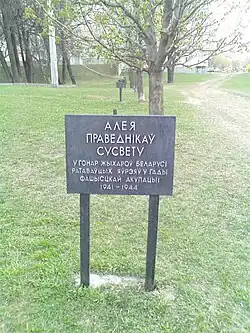 АЛЕЯ
ПРАВЕДНІКАЎ
СУСВЕТУ
У ГОНАР ЖЫХАРОЎ БЕЛАРУСІ
РАТАВАЎШЫХ ЯЎРЭЯЎ У ГАДЫ
ФАШЫСЦКАЙ АКУПАЦЫІ
1941-1944